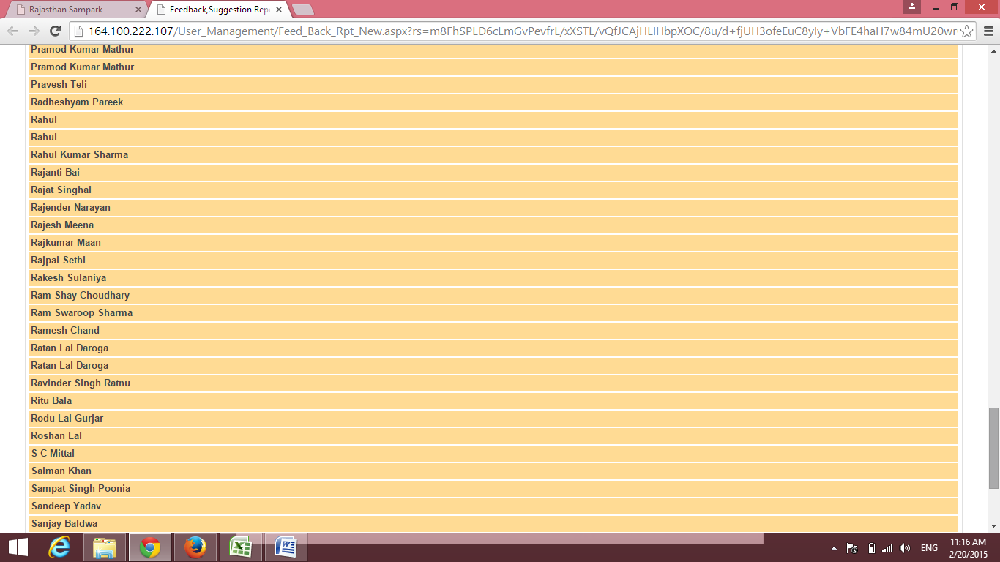 Rajasthan Sampark
Feedback,Suggestion Rep
164.100.222.107/User_Management/Feed_Back_Rpt_New.aspx?rs=m8FhSPLD6cLmGvPevfrL/xXSTL/vQfJCAjHLIHbpXOC/8u/d+fjUH3ofeEuC8yIy+VbFE4haH7w84mU20wr
Pramod Kumar Mathur
Pramod Kumar Mathur
Pravesh Teli
Radheshyam Pareek
Rahul
Rahul
Rahul Kumar Sharma
Rajanti Bai
Rajat Singhal
Rajender Narayan
Rajesh Meena
Rajkumar Maan
Rajpal Sethi
Rakesh Sulaniya
Ram Shay Choudhary
Ram Swaroop Sharma
Ramesh Chand
Ratan Lal Daroga
Ratan Lal Daroga
Ravinder Singh Ratnu
Ritu Bala
Rodu Lal Gurjar
Roshan Lal
S C Mittal
Salman Khan
Sampat Singh Poonia
Sandeep Yadav
Sanjay Baldwa
ENG
11:16 AM
2/20/2015